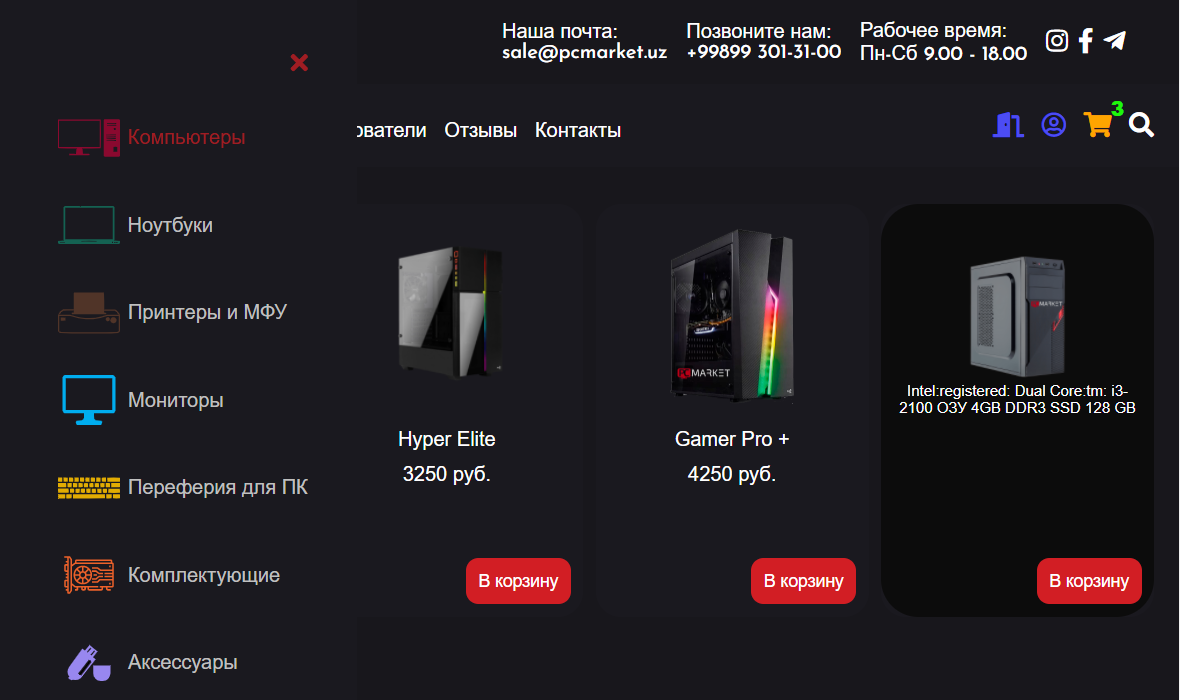 Наша почта:
sale@pcmarket.uz
Позвоните нам:
+99899 301-31-00
Рабочее время:
Пн-Сб 9.00 - 18.00
ователи Отзывы Контакты
3
Компьютеры
Ноутбуки
Принтеры и МФУ
Мониторы
Переферия для ПК
Комплектующие
Аксессуары
Hyper Elite
3250 руб.
В корзину
PCMARKET
Gamer Pro +
4250 руб.
В корзину
PCMARKET
Intel:registered: Dual Core:tm: i3-
2100 ОЗУ 4GB DDR3 SSD 128 GB
В корзину